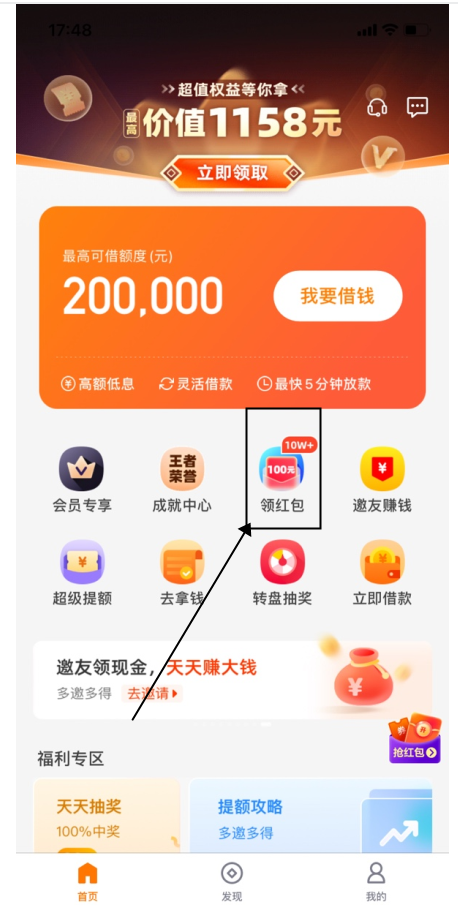 17:48
超值权益等你拿
最高价值1158元
立即领取
最高可借额度(元)
200,000
我要借钱
高额低息 灵活借款 最快5分钟放款
王者荣誉 10W+ 100元 ¥
会员专享 成就中心 领红包 邀友赚钱
¥
超级提额 去拿钱 转盘抽奖 立即借款
邀友领现金，天天赚大钱
多邀多得 去邀请
¥
抢红包
福利专区
天天抽奖 提额攻略
100%中奖 多邀多得
首页 发现 我的